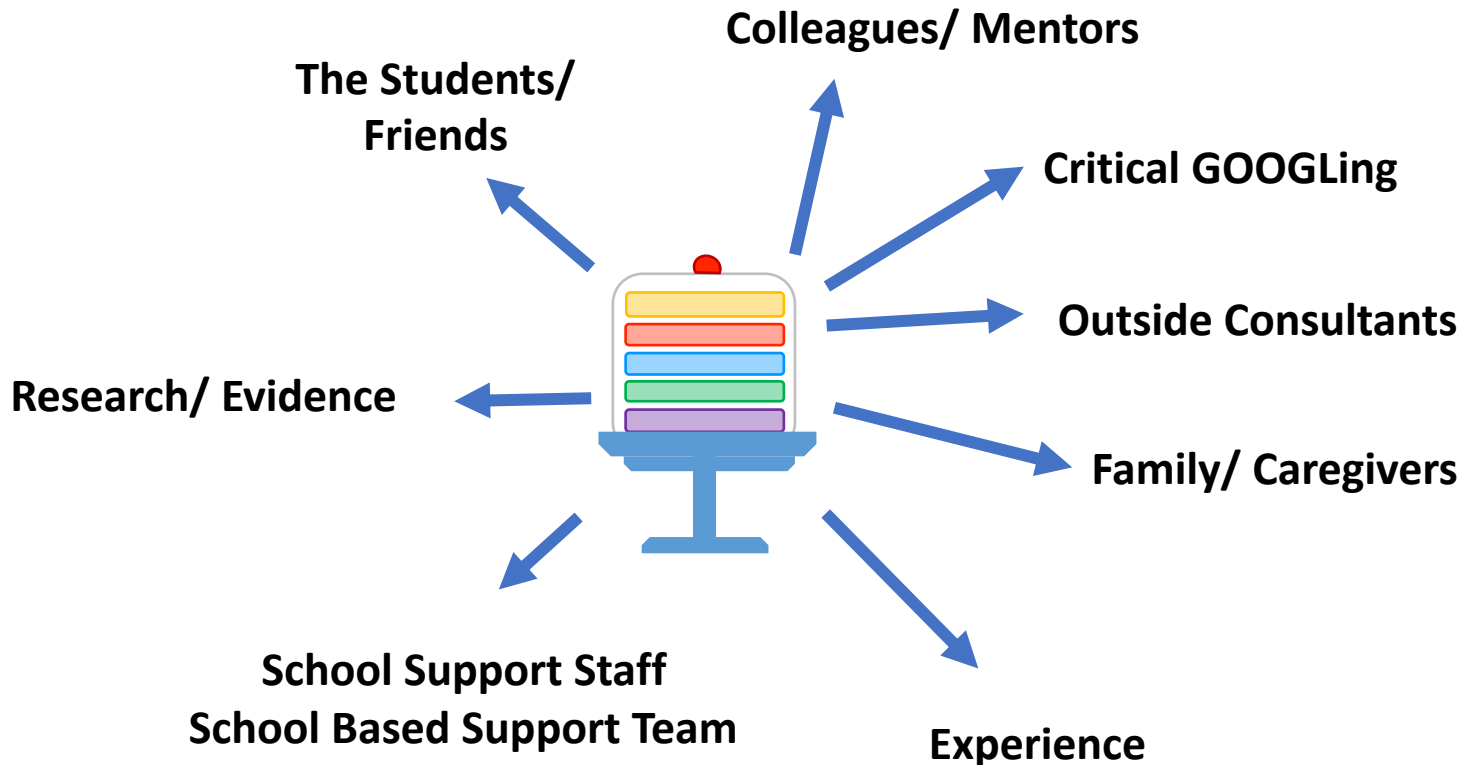 Colleagues/ Mentors
The Students/
Friends
Critical GOOGLing
Outside Consultants
Research/ Evidence
Family/ Caregivers
School Support Staff
School Based Support Team
Experience